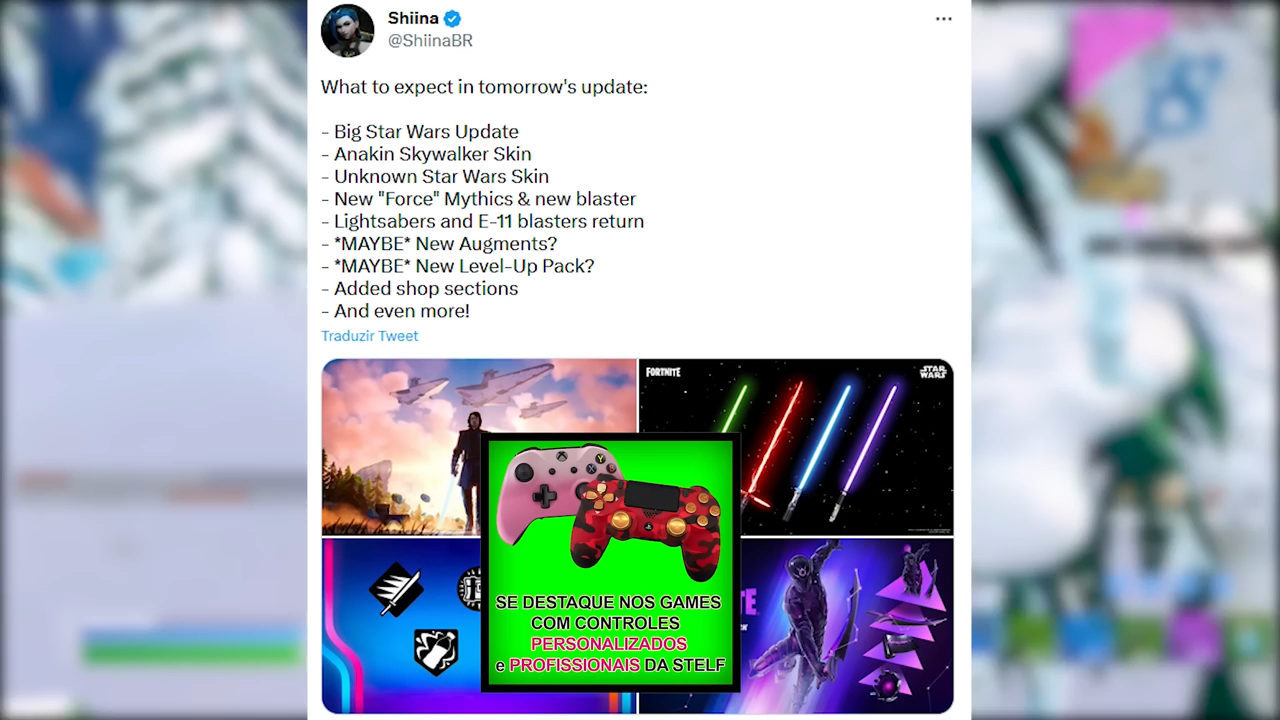 Shiina
@ShiinaBR
What to expect in tomorrow's update:
- Big Star Wars Update
- Anakin Skywalker Skin
- Unknown Star Wars Skin
- New "Force" Mythics & new blaster
- Lightsabers and E-11 blasters return
- *MAYBE* New Augments?
- *MAYBE* New Level-Up Pack?
- Added shop sections
- And even more!
Traduzir Tweet
FORTNITE
STAR
WARS
X Y B
SE DESTAQUE NOS GAMES
COM CONTROLES
PERSONALIZADOS
e PROFISSIONAIS DA STELF